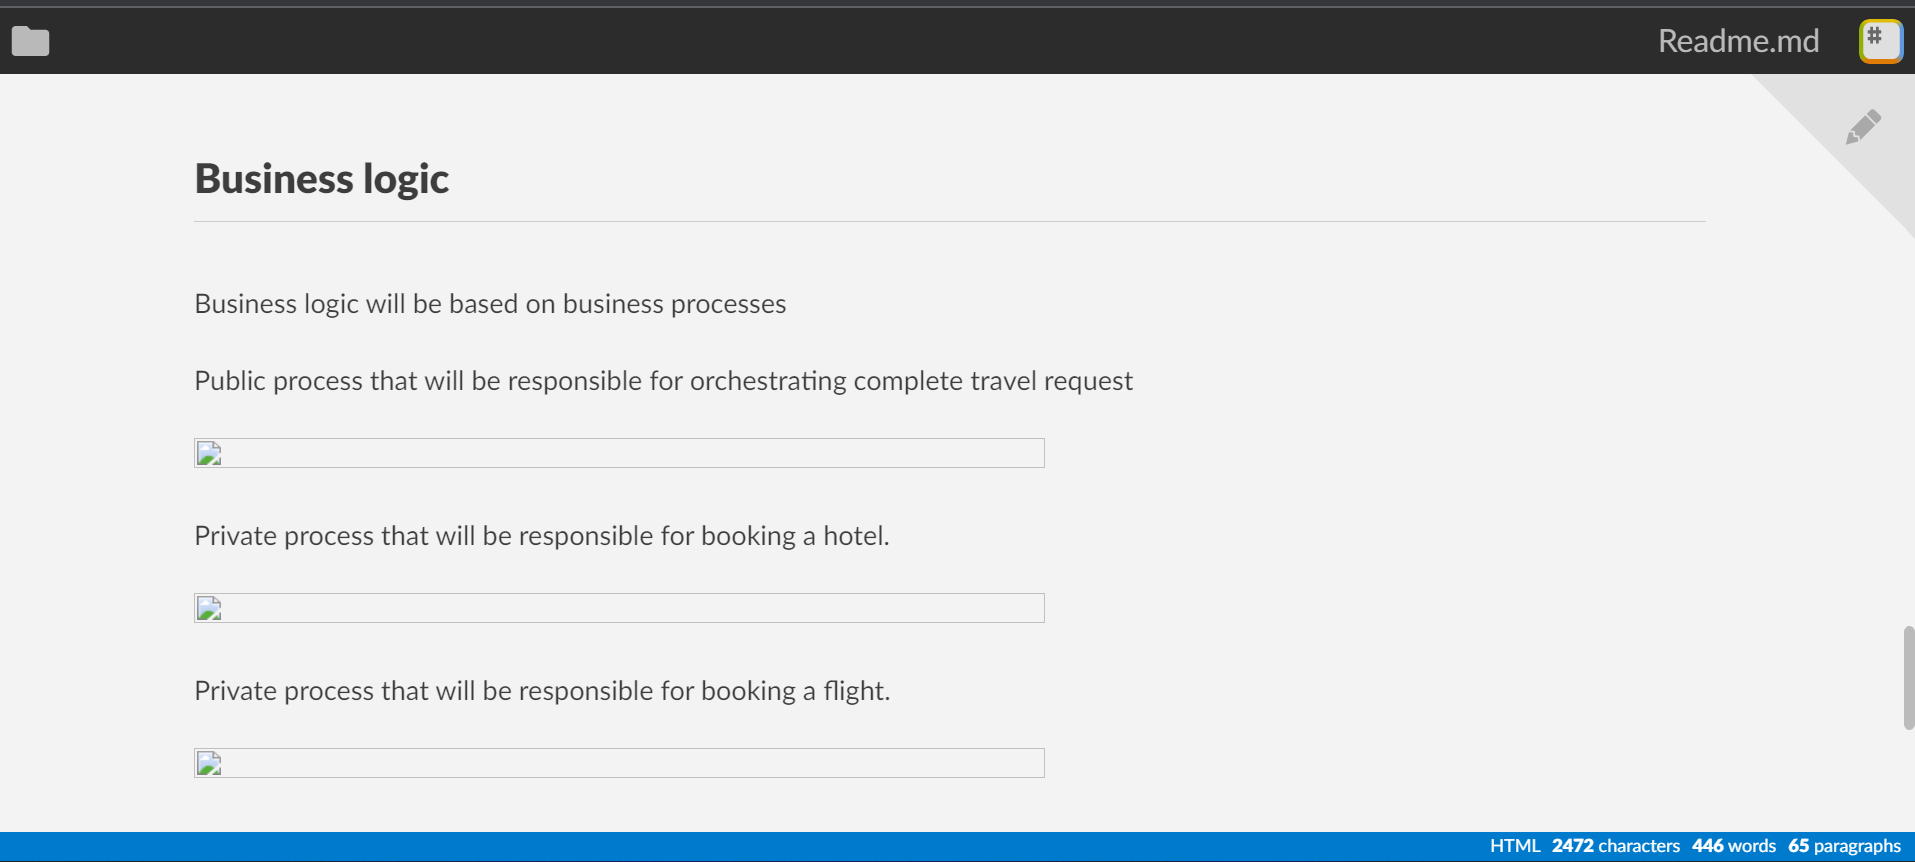 Readme.md
#
Business logic
Business logic will be based on business processes
Public process that will be responsible for orchestrating complete travel request
Private process that will be responsible for booking a hotel.
Private process that will be responsible for booking a flight.
HTML 2472 characters 446 words 65 paragraphs